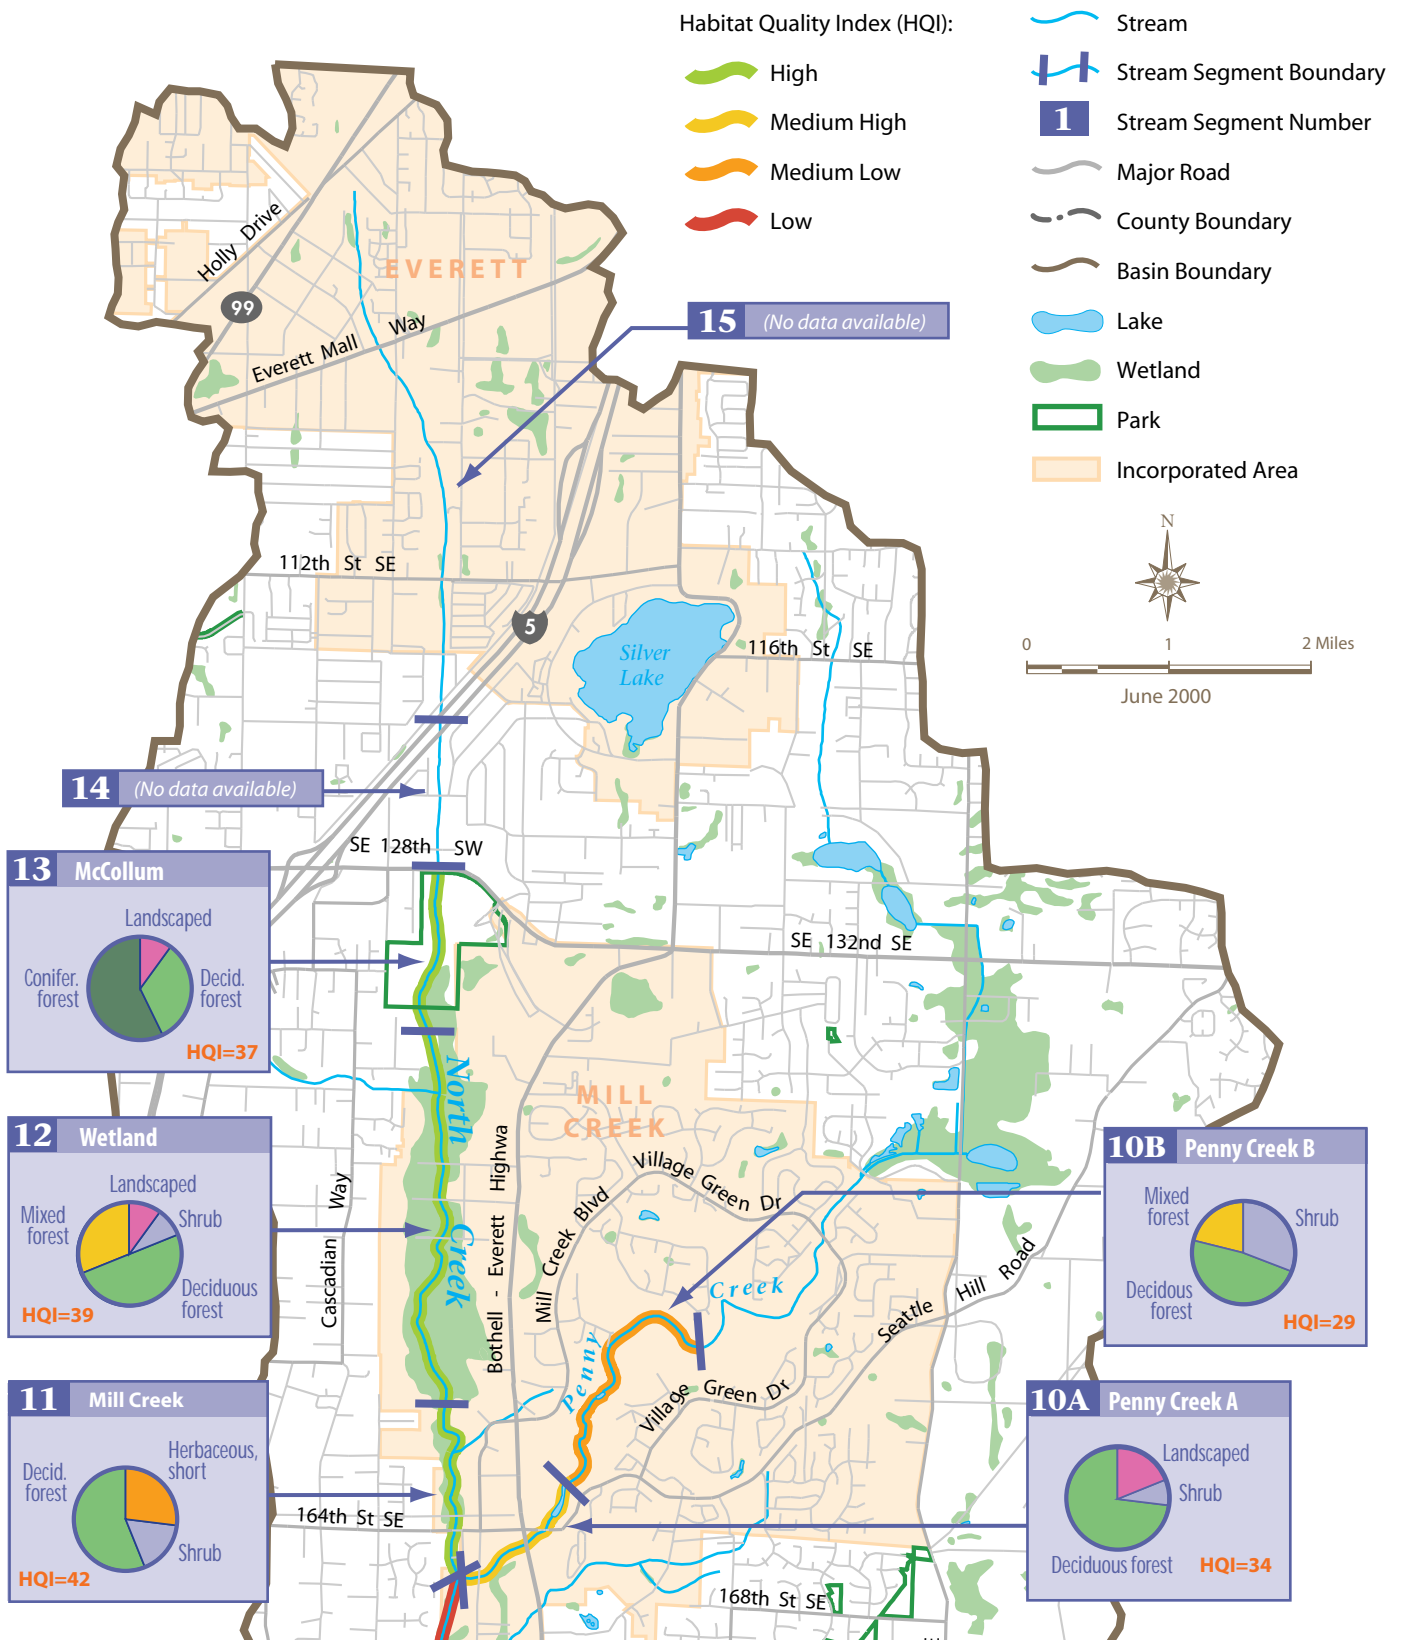 Habitat Quality Index (HQI):
High
Medium High
Medium Low
Low
Stream
Stream Segment Boundary
1
Stream Segment Number
Major Road
County Boundary
Basin Boundary
Lake
Wetland
Park
Incorporated Area
N
0 1 2 Miles
June 2000
Holly Drive
99
EVERETT
Everett Mall Way
15 (No data available)
112th St SE
5
Silver
Lake
116th St SE
14 (No data available)
SE 128th SW
SE 132nd SE
13 McCollum
Landscaped
Conifer.
forest
Decid.
forest
HQI=37
North Creek
MILL
CREEK
12 Wetland
Landscaped
Mixed
forest
Shrub
Deciduous
forest
HQI=39
Cascadian Way
Bothell - Everett Highwa
Mill Creek Blvd
Village Green Dr
10B Penny Creek B
Mixed
forest
Shrub
Decidous
forest
HQI=29
Penny Creek
Seattle Hill Road
Village Green Dr
11 Mill Creek
Herbaceous,
short
Decid.
forest
Shrub
HQI=42
164th St SE
10A Penny Creek A
Landscaped
Shrub
Deciduous forest
HQI=34
168th St SE